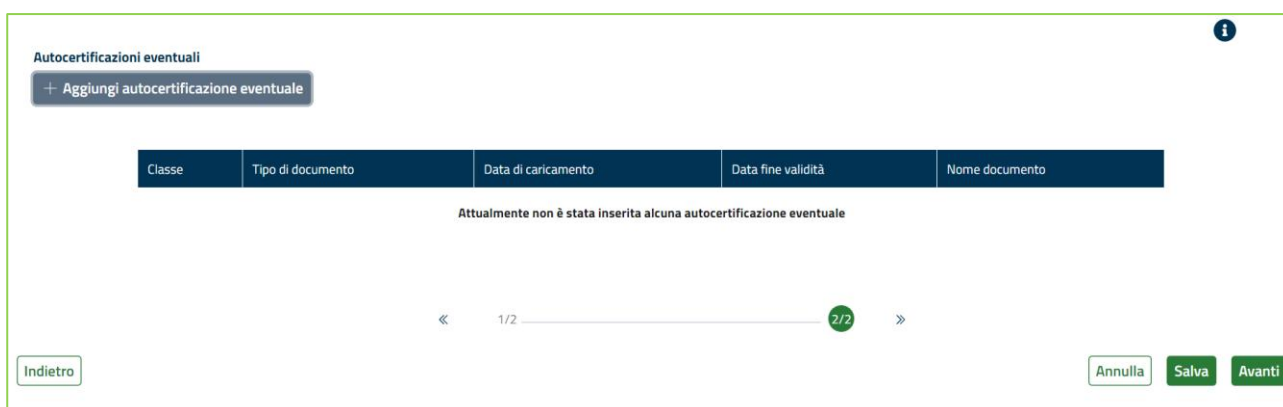 i
Autocertificazioni eventuali
+ Aggiungi autocertificazione eventuale
Classe Tipo di documento Data di caricamento Data fine validità Nome documento
Attualmente non è stata inserita alcuna autocertificazione eventuale
« 1/2 2/2 »
Indietro Annulla Salva Avanti